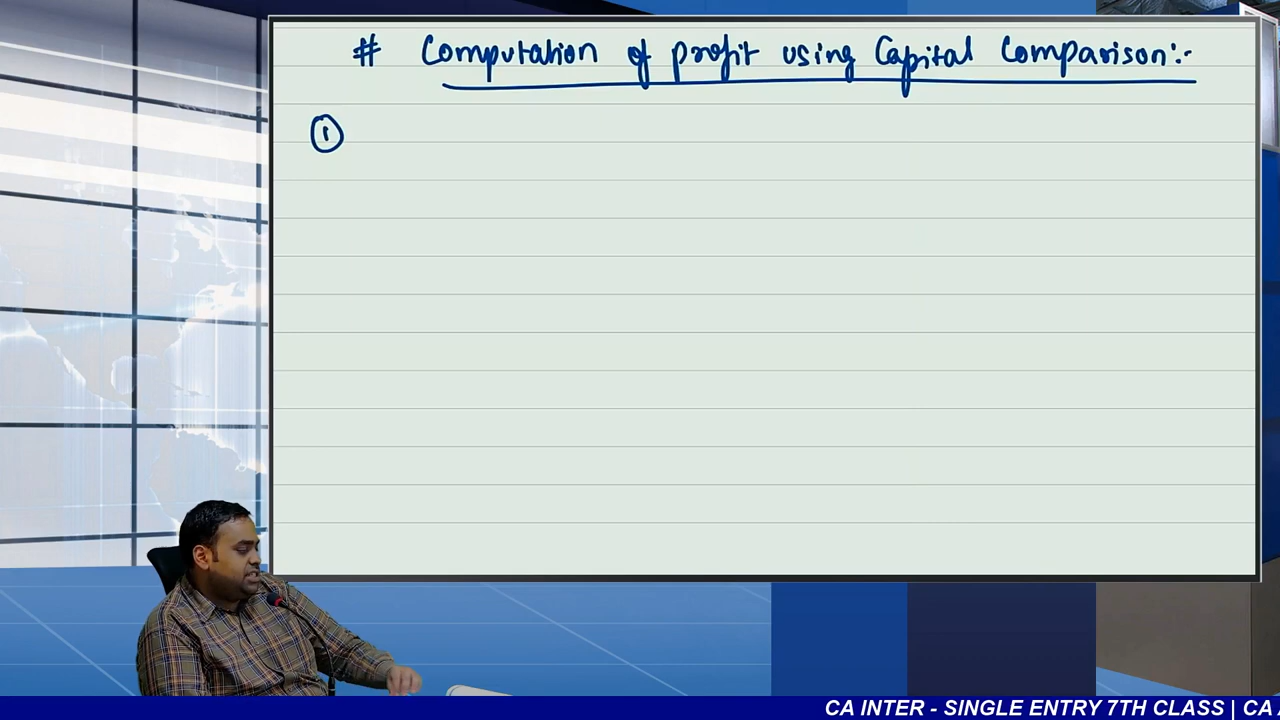 # Computation of profit using Capital Comparison:-
①
CA INTER - SINGLE ENTRY 7TH CLASS | CA